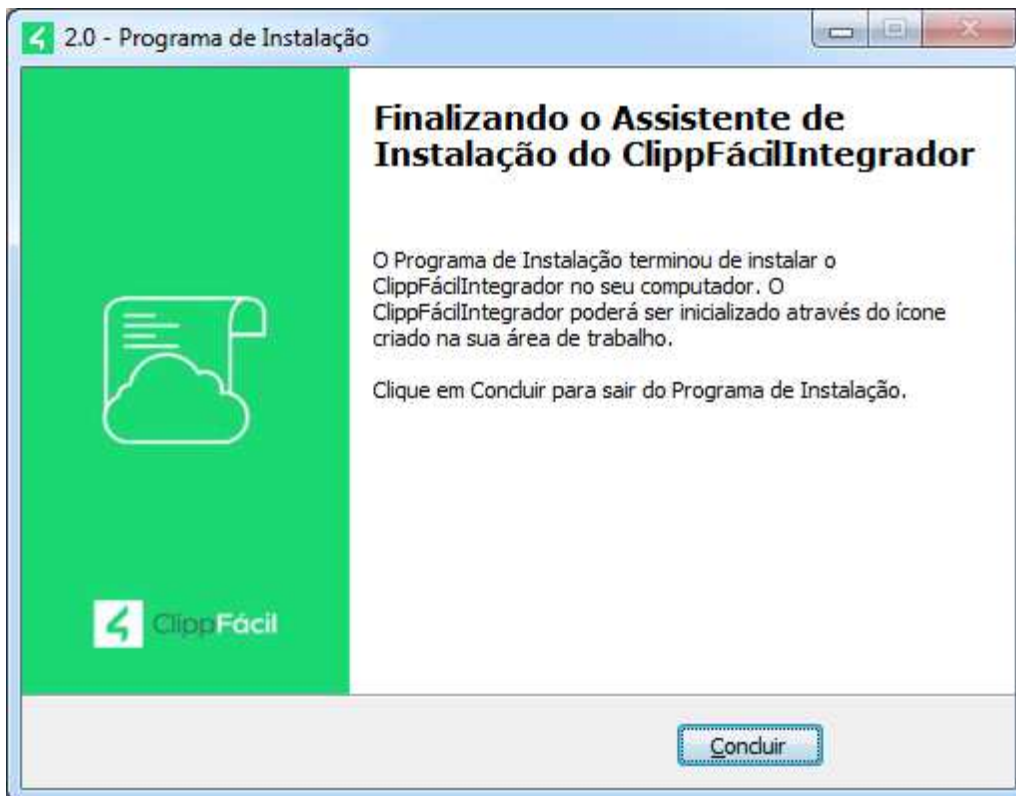 2.0 - Programa de Instalação
Finalizando o Assistente de
Instalação do ClippFácilIntegrador
O Programa de Instalação terminou de instalar o
ClippFácilIntegrador no seu computador. O
ClippFácilIntegrador poderá ser inicializado através do ícone
criado na sua área de trabalho.
Clique em Concluir para sair do Programa de Instalação.
ClippFácil
Concluir